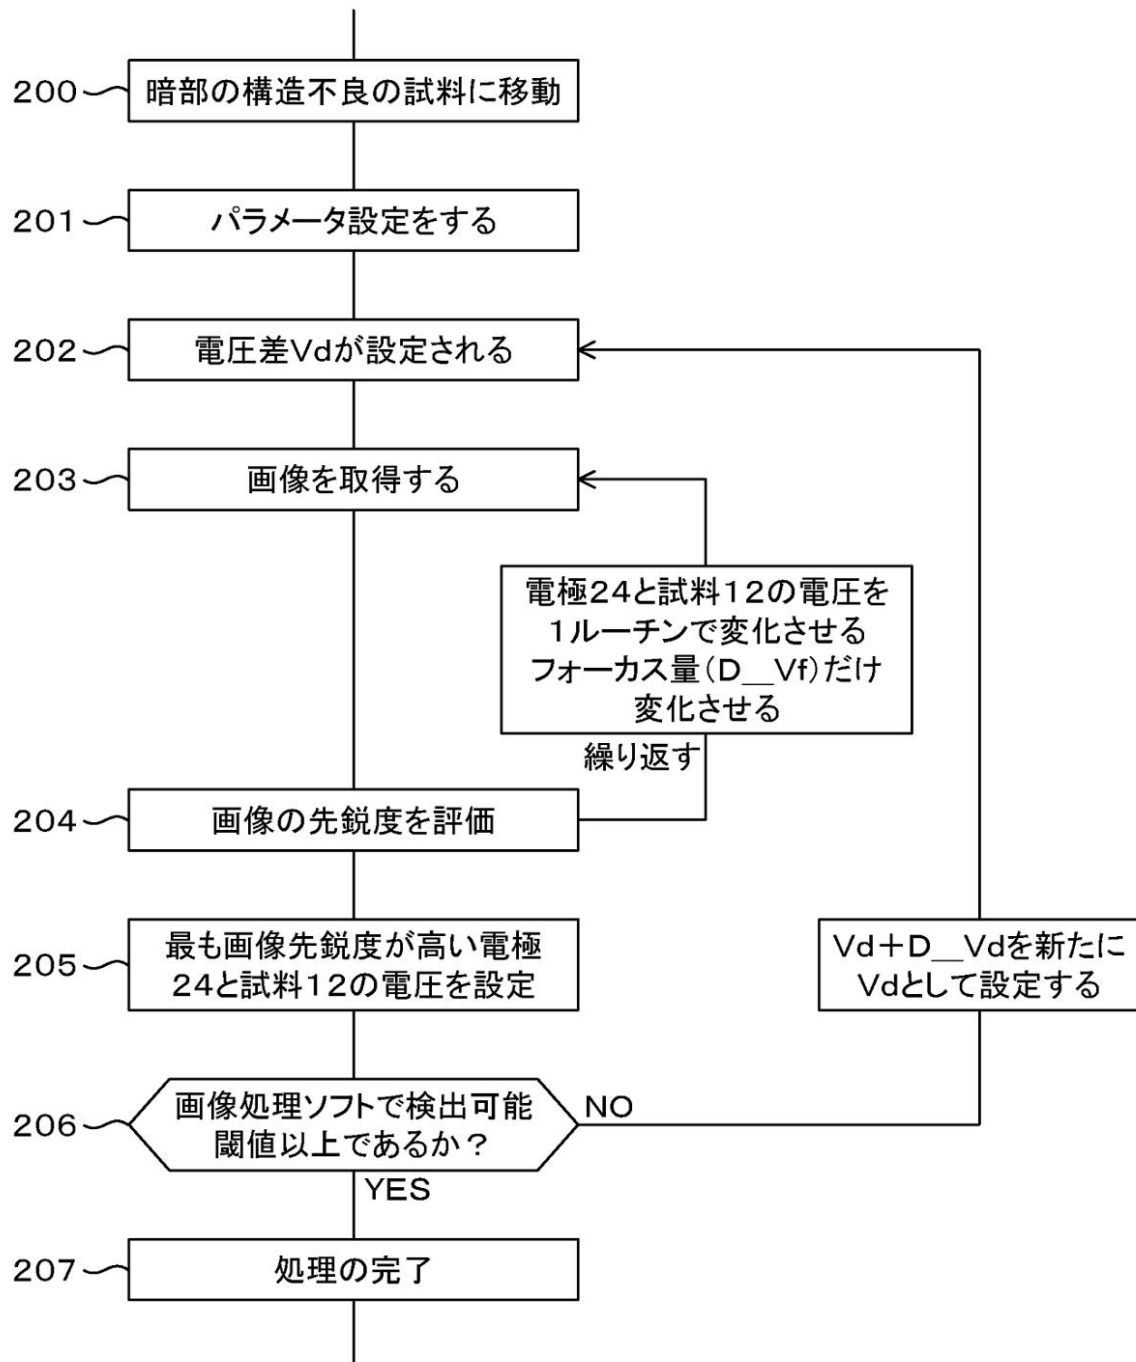 200
暗部の構造不良の試料に移動
201
パラメータ設定をする
202
電圧差Vdが設定される
203
画像を取得する
電極24と試料12の電圧を
1ルーチンで変化させる
フォーカス量(D__Vf)だけ
変化させる
繰り返す
204
画像の先鋭度を評価
205
最も画像先鋭度が高い電極
24と試料12の電圧を設定
Vd+D__Vdを新たに
Vdとして設定する
206
画像処理ソフトで検出可能
閾値以上であるか?
NO
YES
207
処理の完了